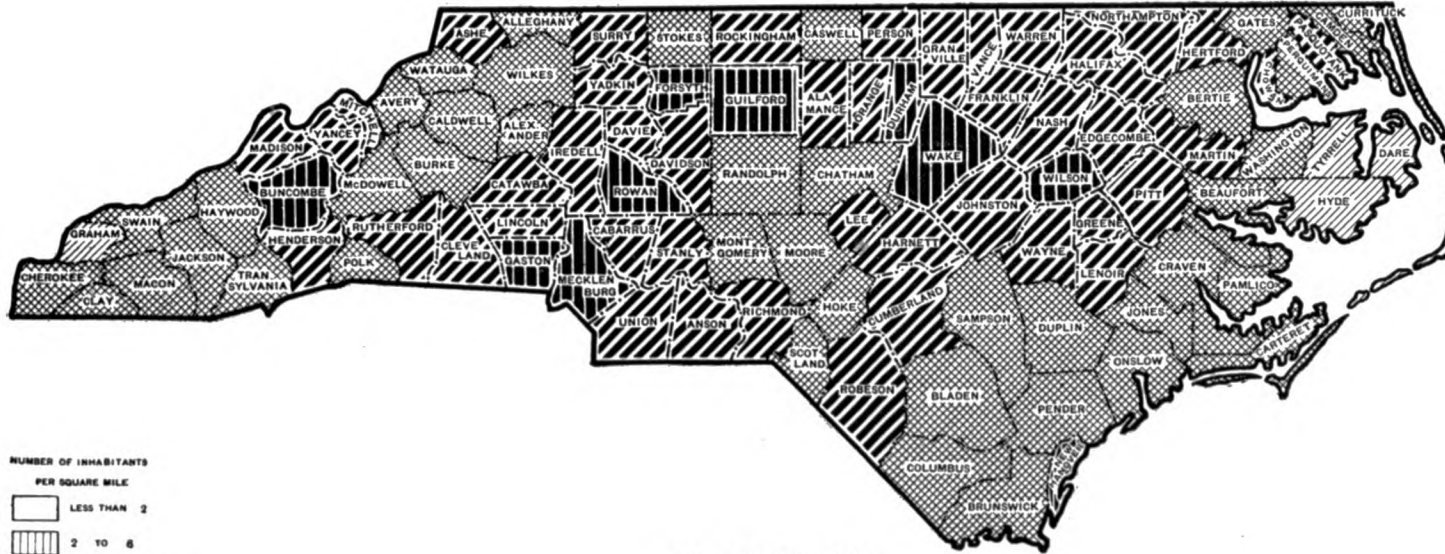 ALLEGHANY
ASHE
SURRY
STOKES
ROCKINGHAM
CASWELL
PERSON
GRAN
VILLE
VANCE
WARREN
NORTHAMPTON
GATES
CAMDEN
CURRITUCK
PASQUOTANK
PERQUIMANS
CHOWAN
HERTFORD
HALIFAX
WATAUGA
WILKES
YADKIN
FORSYTH
GUILFORD
ALA
MANCE
ORANGE
DURHAM
FRANKLIN
NASH
EDGECOMBE
BERTIE
MARTIN
WASHINGTON
TYRRELL
DARE
MITCHELL
AVERY
CALDWELL
ALEX
ANDER
IREDELL
DAVIE
DAVIDSON
RANDOLPH
CHATHAM
WAKE
WILSON
PITT
BEAUFORT
HYDE
MADISON
YANCEY
BUNCOMBE
McDOWELL
BURKE
CATAWBA
ROWAN
LEE
JOHNSTON
GREENE
WAYNE
LENOIR
CRAVEN
PAMLICO
HAYWOOD
SWAIN
GRAHAM
CHEROKEE
CLAY
MACON
JACKSON
TRAN
SYLVANIA
HENDERSON
POLK
RUTHERFORD
CLEVE
LAND
LINCOLN
GASTON
MECKLEN
BURG
CABARRUS
STANLY
MONT
GOMERY
MOORE
HARNETT
UNION
ANSON
RICHMOND
HOKE
SCOT
LAND
CUMBERLAND
SAMPSON
DUPLIN
JONES
CARTERET
ONSLOW
ROBESON
BLADEN
PENDER
COLUMBUS
NEW
HANOVER
BRUNSWICK
NUMBER OF INHABITANTS
PER SQUARE MILE
LESS THAN 2
2 TO 6